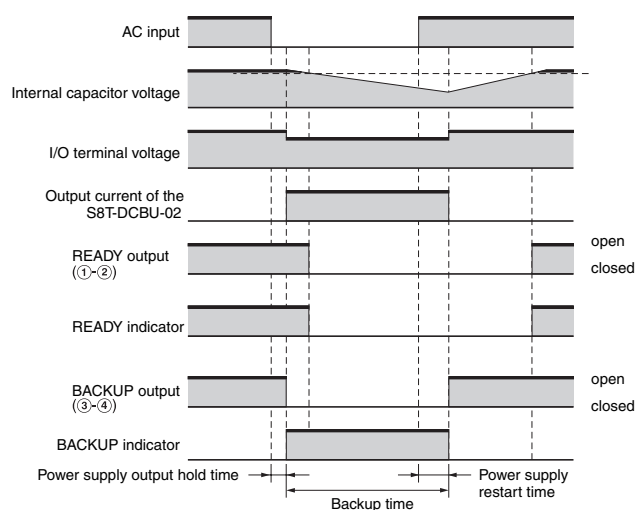 AC input
Internal capacitor voltage
I/O terminal voltage
Output current of the
S8T-DCBU-02
READY output
(①-②)
open
closed
READY indicator
BACKUP output
(③-④)
open
closed
BACKUP indicator
Power supply output hold time
Power supply
restart time
Backup time